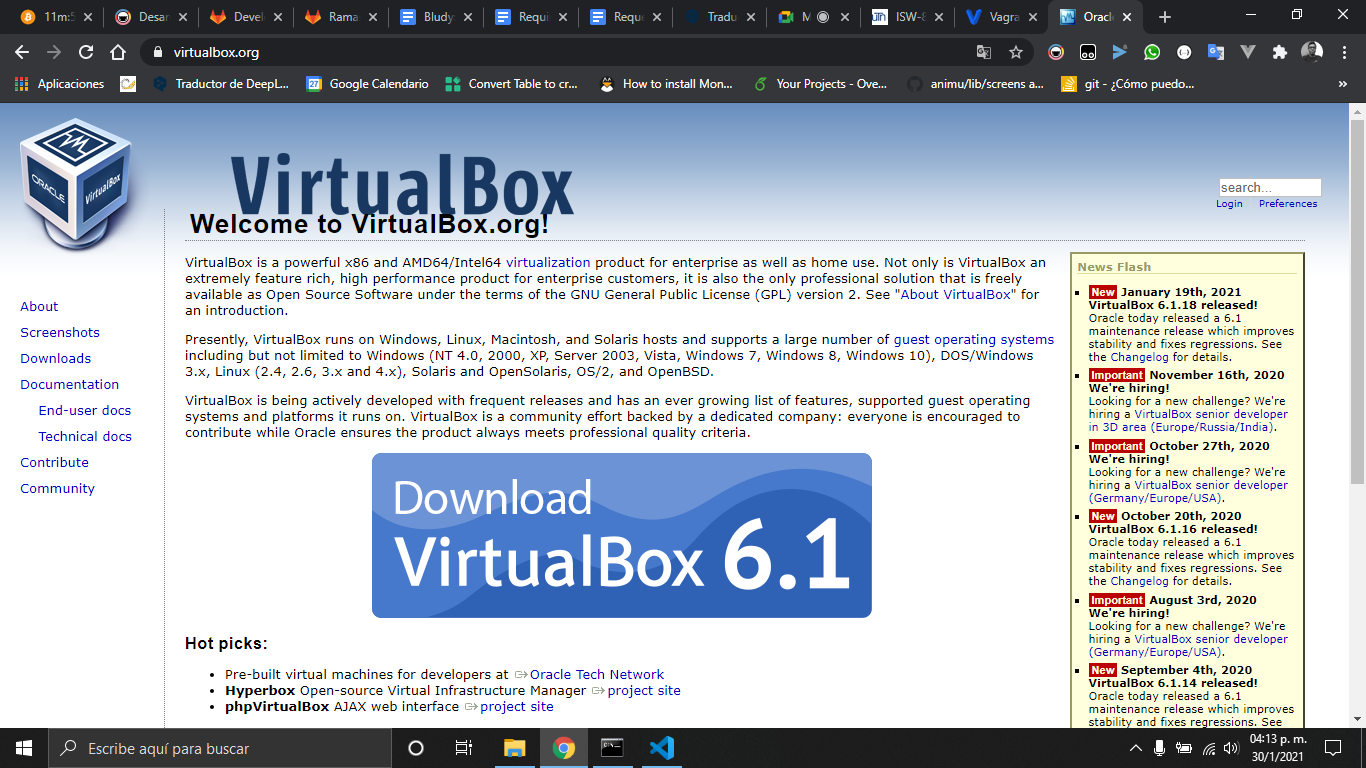 11m:5
Desar
Devel
Rama
Bludy
Requi
Reque
Tradu
M
ISW-8
Vagra
Oracl
virtualbox.org
Aplicaciones
Traductor de DeepL...
27
Google Calendario
Convert Table to cr...
How to install Mon...
Your Projects - Ove...
animu/lib/screens a...
git - ¿Cómo puedo...
»
ORACLE
VirtualBox
VirtualBox
search...
Login
Preferences
Welcome to VirtualBox.org!
About
Screenshots
Downloads
Documentation
End-user docs
Technical docs
Contribute
Community
VirtualBox is a powerful x86 and AMD64/Intel64 virtualization product for enterprise as well as home use. Not only is VirtualBox an
extremely feature rich, high performance product for enterprise customers, it is also the only professional solution that is freely
available as Open Source Software under the terms of the GNU General Public License (GPL) version 2. See "About VirtualBox" for
an introduction.
Presently, VirtualBox runs on Windows, Linux, Macintosh, and Solaris hosts and supports a large number of guest operating systems
including but not limited to Windows (NT 4.0, 2000, XP, Server 2003, Vista, Windows 7, Windows 8, Windows 10), DOS/Windows
3.x, Linux (2.4, 2.6, 3.x and 4.x), Solaris and OpenSolaris, OS/2, and OpenBSD.
VirtualBox is being actively developed with frequent releases and has an ever growing list of features, supported guest operating
systems and platforms it runs on. VirtualBox is a community effort backed by a dedicated company: everyone is encouraged to
contribute while Oracle ensures the product always meets professional quality criteria.
Download
VirtualBox 6.1
Hot picks:
• Pre-built virtual machines for developers at Oracle Tech Network
• Hyperbox Open-source Virtual Infrastructure Manager project site
• phpVirtualBox AJAX web interface project site
News Flash
New January 19th, 2021
VirtualBox 6.1.18 released!
Oracle today released a 6.1
maintenance release which improves
stability and fixes regressions. See
the Changelog for details.
Important November 16th, 2020
We're hiring!
Looking for a new challenge? We're
hiring a VirtualBox senior developer
in 3D area (Europe/Russia/India).
Important October 27th, 2020
We're hiring!
Looking for a new challenge? We're
hiring a VirtualBox senior developer
(Germany/Europe/USA).
New October 20th, 2020
VirtualBox 6.1.16 released!
Oracle today released a 6.1
maintenance release which improves
stability and fixes regressions. See
the Changelog for details.
Important August 3rd, 2020
We're hiring!
Looking for a new challenge? We're
hiring a VirtualBox senior developer
(Germany/Europe/USA).
New September 4th, 2020
VirtualBox 6.1.14 released!
Oracle today released a 6.1
maintenance release which improves
stability and fixes regressions. See
Escribe aquí para buscar
04:13 p. m.
30/1/2021